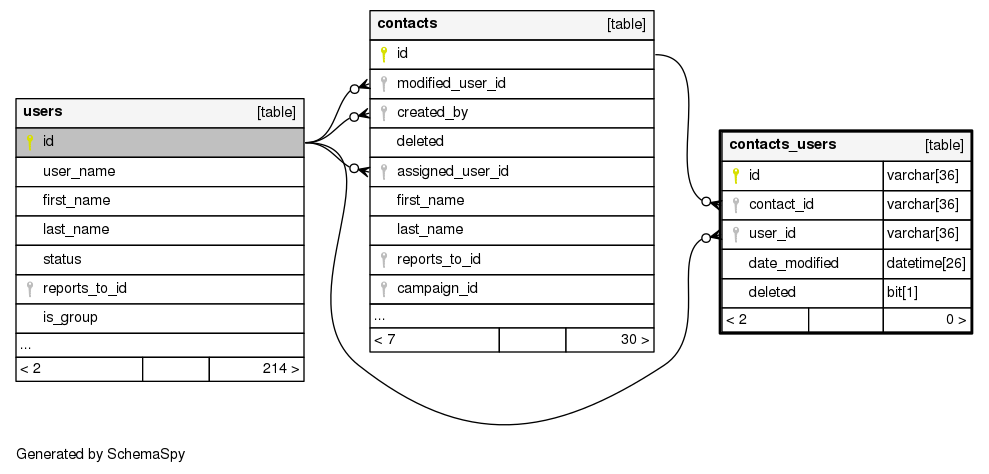 users [table]
id
user_name
first_name
last_name
status
reports_to_id
is_group
...
< 2 214 >
contacts [table]
id
modified_user_id
created_by
deleted
assigned_user_id
first_name
last_name
reports_to_id
campaign_id
...
< 7 30 >
contacts_users [table]
id varchar[36]
contact_id varchar[36]
user_id varchar[36]
date_modified datetime[26]
deleted bit[1]
< 2 0 >
Generated by SchemaSpy